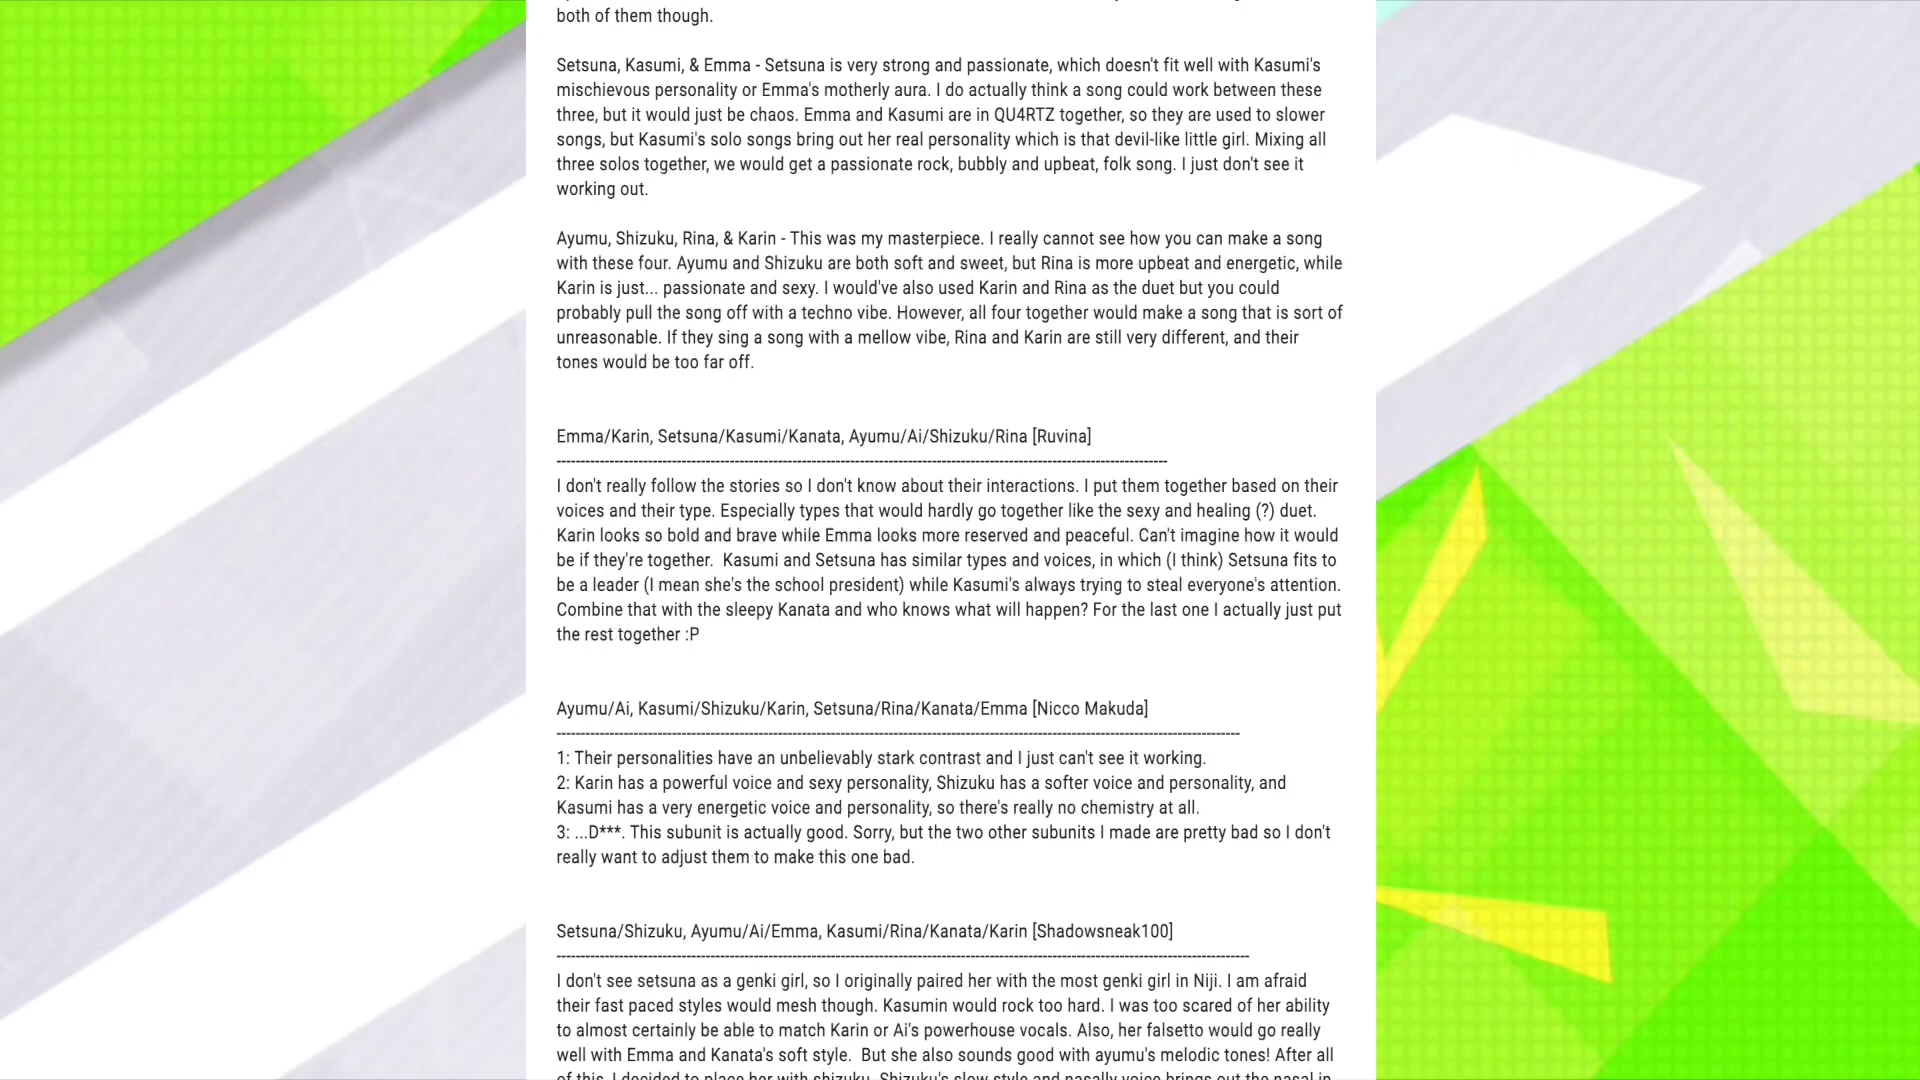 both of them though.
Setsuna, Kasumi, & Emma - Setsuna is very strong and passionate, which doesn't fit well with Kasumi's
mischievous personality or Emma's motherly aura. I do actually think a song could work between these
three, but it would just be chaos. Emma and Kasumi are in QU4RTZ together, so they are used to slower
songs, but Kasumi's solo songs bring out her real personality which is that devil-like little girl. Mixing all
three solos together, we would get a passionate rock, bubbly and upbeat, folk song. I just don't see it
working out.
Ayumu, Shizuku, Rina, & Karin - This was my masterpiece. I really cannot see how you can make a song
with these four. Ayumu and Shizuku are both soft and sweet, but Rina is more upbeat and energetic, while
Karin is just... passionate and sexy. I would've also used Karin and Rina as the duet but you could
probably pull the song off with a techno vibe. However, all four together would make a song that is sort of
unreasonable. If they sing a song with a mellow vibe, Rina and Karin are still very different, and their
tones would be too far off.
Emma/Karin, Setsuna/Kasumi/Kanata, Ayumu/Ai/Shizuku/Rina [Ruvina]
I don't really follow the stories so I don't know about their interactions. I put them together based on their
voices and their type. Especially types that would hardly go together like the sexy and healing (?) duet.
Karin looks so bold and brave while Emma looks more reserved and peaceful. Can't imagine how it would
be if they're together.  Kasumi and Setsuna has similar types and voices, in which (I think) Setsuna fits to
be a leader (I mean she's the school president) while Kasumi's always trying to steal everyone's attention.
Combine that with the sleepy Kanata and who knows what will happen? For the last one I actually just put
the rest together :P
Ayumu/Ai, Kasumi/Shizuku/Karin, Setsuna/Rina/Kanata/Emma [Nicco Makuda]
1: Their personalities have an unbelievably stark contrast and I just can't see it working.
2: Karin has a powerful voice and sexy personality, Shizuku has a softer voice and personality, and
Kasumi has a very energetic voice and personality, so there's really no chemistry at all.
3: ...D***. This subunit is actually good. Sorry, but the two other subunits I made are pretty bad so I don't
really want to adjust them to make this one bad.
Setsuna/Shizuku, Ayumu/Ai/Emma, Kasumi/Rina/Kanata/Karin [Shadowsneak100]
I don't see setsuna as a genki girl, so I originally paired her with the most genki girl in Niji. I am afraid
their fast paced styles would mesh though. Kasumin would rock too hard. I was too scared of her ability
to almost certainly be able to match Karin or Ai's powerhouse vocals. Also, her falsetto would go really
well with Emma and Kanata's soft style.  But she also sounds good with ayumu's melodic tones! After all
of this, I decided to place her with shizuku. Shizuku's slow style and nasally voice brings out the nasal in